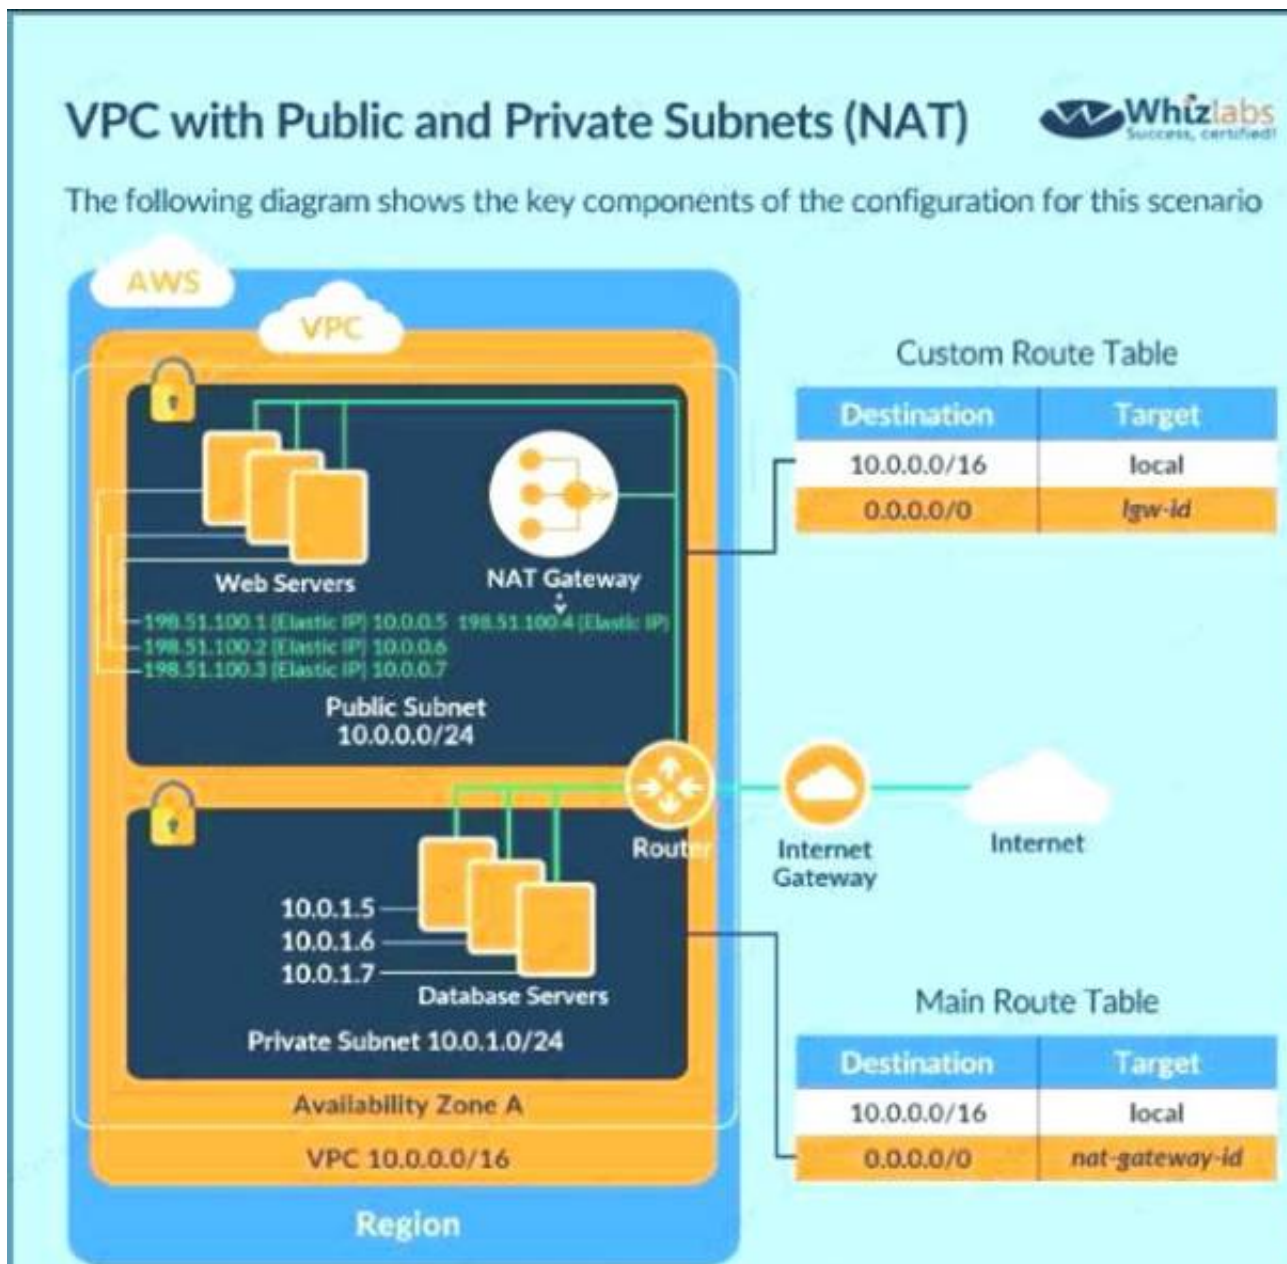 VPC with Public and Private Subnets (NAT)
Whizlabs
Success, certified!
The following diagram shows the key components of the configuration for this scenario
AWS
VPC
Web Servers
NAT Gateway
198.51.100.1 (Elastic IP) 10.0.0.5
198.51.100.4 (Elastic IP)
198.51.100.2 (Elastic IP) 10.0.0.6
198.51.100.3 (Elastic IP) 10.0.0.7
Public Subnet
10.0.0.0/24
Custom Route Table
Destination Target
10.0.0.0/16 local
0.0.0.0/0 lgw-id
Router
Internet
Gateway
Internet
10.0.1.5
10.0.1.6
10.0.1.7
Database Servers
Private Subnet 10.0.1.0/24
Main Route Table
Destination Target
10.0.0.0/16 local
0.0.0.0/0 nat-gateway-id
Availability Zone A
VPC 10.0.0.0/16
Region